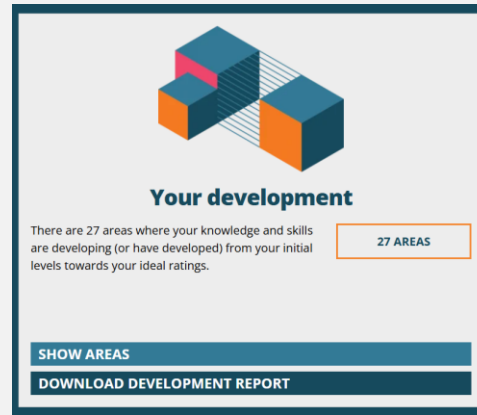 Your development
There are 27 areas where your knowledge and skills
are developing (or have developed) from your initial
levels towards your ideal ratings.
27 AREAS
SHOW AREAS
DOWNLOAD DEVELOPMENT REPORT